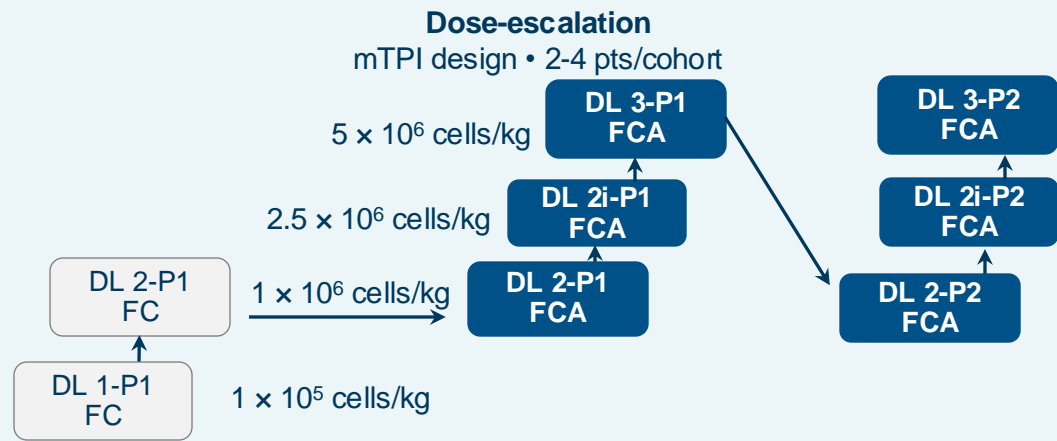 Dose-escalation
mTPI design • 2-4 pts/cohort
DL 3-P1
FCA
DL 3-P2
FCA
5 × 10⁶ cells/kg
DL 2i-P1
FCA
DL 2i-P2
FCA
2.5 × 10⁶ cells/kg
DL 2-P1
FC
1 × 10⁶ cells/kg
DL 2-P1
FCA
DL 2-P2
FCA
DL 1-P1
FC
1 × 10⁵ cells/kg